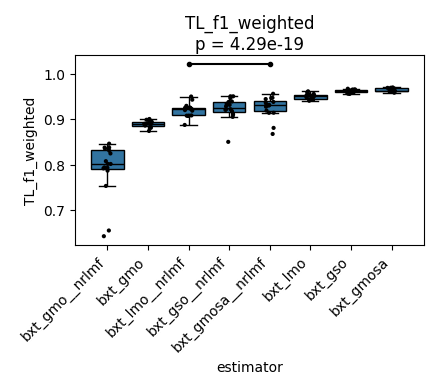 TL_f1_weighted
p = 4.29e-19
TL_f1_weighted
1.0
0.9
0.8
0.7
bxt_gmo__nrlmf
bxt_gmo
bxt_lmo__nrlmf
bxt_gso__nrlmf
bxt_gmosa__nrlmf
bxt_lmo
bxt_gso
bxt_gmosa
estimator